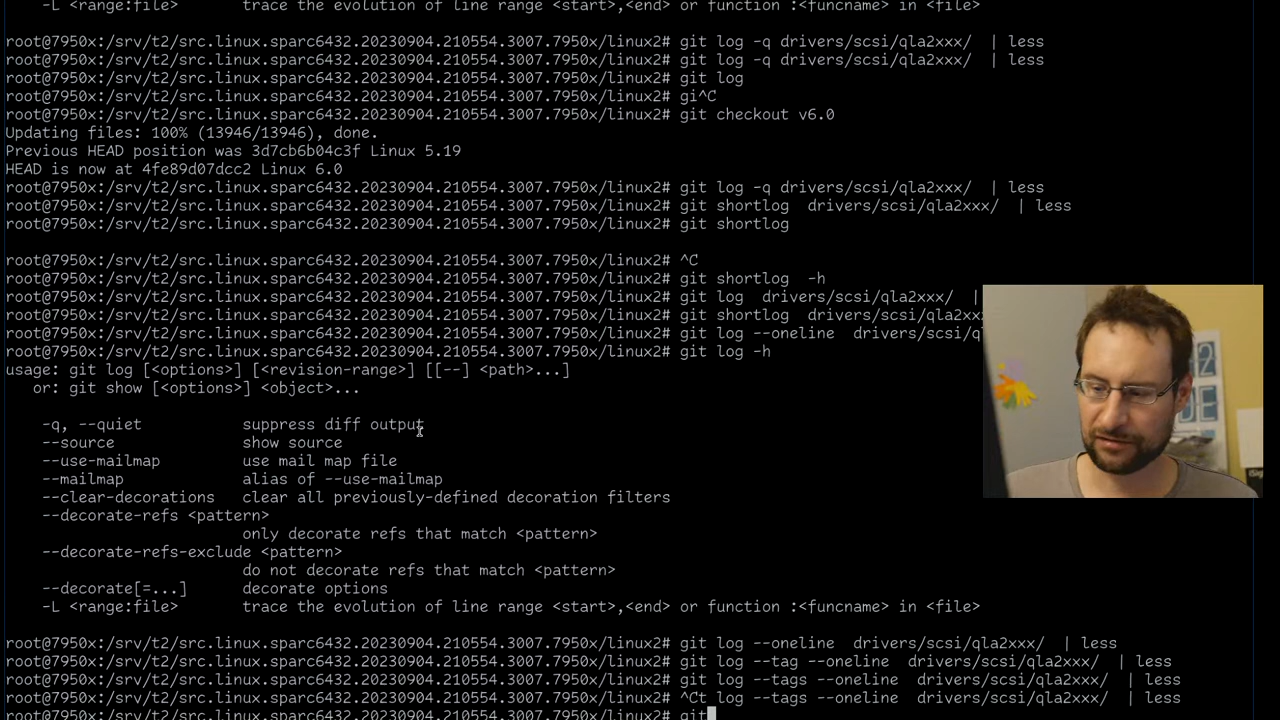 -L <range:file>       trace the evolution of line range <start>,<end> or function :<funcname> in <file>
root@7950x:/srv/t2/src.linux.sparc6432.20230904.210554.3007.7950x/linux2# git log -q drivers/scsi/qla2xxx/  | less
root@7950x:/srv/t2/src.linux.sparc6432.20230904.210554.3007.7950x/linux2# git log -q drivers/scsi/qla2xxx/  | less
root@7950x:/srv/t2/src.linux.sparc6432.20230904.210554.3007.7950x/linux2# git log
root@7950x:/srv/t2/src.linux.sparc6432.20230904.210554.3007.7950x/linux2# gi^C
root@7950x:/srv/t2/src.linux.sparc6432.20230904.210554.3007.7950x/linux2# git checkout v6.0
Updating files: 100% (13946/13946), done.
Previous HEAD position was 3d7cb6b04c3f Linux 5.19
HEAD is now at 4fe89d07dcc2 Linux 6.0
root@7950x:/srv/t2/src.linux.sparc6432.20230904.210554.3007.7950x/linux2# git log -q drivers/scsi/qla2xxx/  | less
root@7950x:/srv/t2/src.linux.sparc6432.20230904.210554.3007.7950x/linux2# git shortlog  drivers/scsi/qla2xxx/  | less
root@7950x:/srv/t2/src.linux.sparc6432.20230904.210554.3007.7950x/linux2# git shortlog
root@7950x:/srv/t2/src.linux.sparc6432.20230904.210554.3007.7950x/linux2# ^C
root@7950x:/srv/t2/src.linux.sparc6432.20230904.210554.3007.7950x/linux2# git shortlog  -h
root@7950x:/srv/t2/src.linux.sparc6432.20230904.210554.3007.7950x/linux2# git log  drivers/scsi/qla2xxx/  |
root@7950x:/srv/t2/src.linux.sparc6432.20230904.210554.3007.7950x/linux2# git shortlog  drivers/scsi/qla2xx
root@7950x:/srv/t2/src.linux.sparc6432.20230904.210554.3007.7950x/linux2# git log --oneline  drivers/scsi/q
root@7950x:/srv/t2/src.linux.sparc6432.20230904.210554.3007.7950x/linux2# git log -h
usage: git log [<options>] [<revision-range>] [[--] <path>...]
or: git show [<options>] <object>...
-q, --quiet           suppress diff output
--source              show source
--use-mailmap         use mail map file
--mailmap             alias of --use-mailmap
--clear-decorations   clear all previously-defined decoration filters
--decorate-refs <pattern>
only decorate refs that match <pattern>
--decorate-refs-exclude <pattern>
do not decorate refs that match <pattern>
--decorate[=...]      decorate options
-L <range:file>       trace the evolution of line range <start>,<end> or function :<funcname> in <file>
root@7950x:/srv/t2/src.linux.sparc6432.20230904.210554.3007.7950x/linux2# git log --oneline  drivers/scsi/qla2xxx/  | less
root@7950x:/srv/t2/src.linux.sparc6432.20230904.210554.3007.7950x/linux2# git log --tag --oneline  drivers/scsi/qla2xxx/  | less
root@7950x:/srv/t2/src.linux.sparc6432.20230904.210554.3007.7950x/linux2# git log --tags --oneline  drivers/scsi/qla2xxx/  | less
root@7950x:/srv/t2/src.linux.sparc6432.20230904.210554.3007.7950x/linux2# ^Ct log --tags --oneline  drivers/scsi/qla2xxx/  | less
root@7950x:/srv/t2/src.linux.sparc6432.20230904.210554.3007.7950x/linux2# git